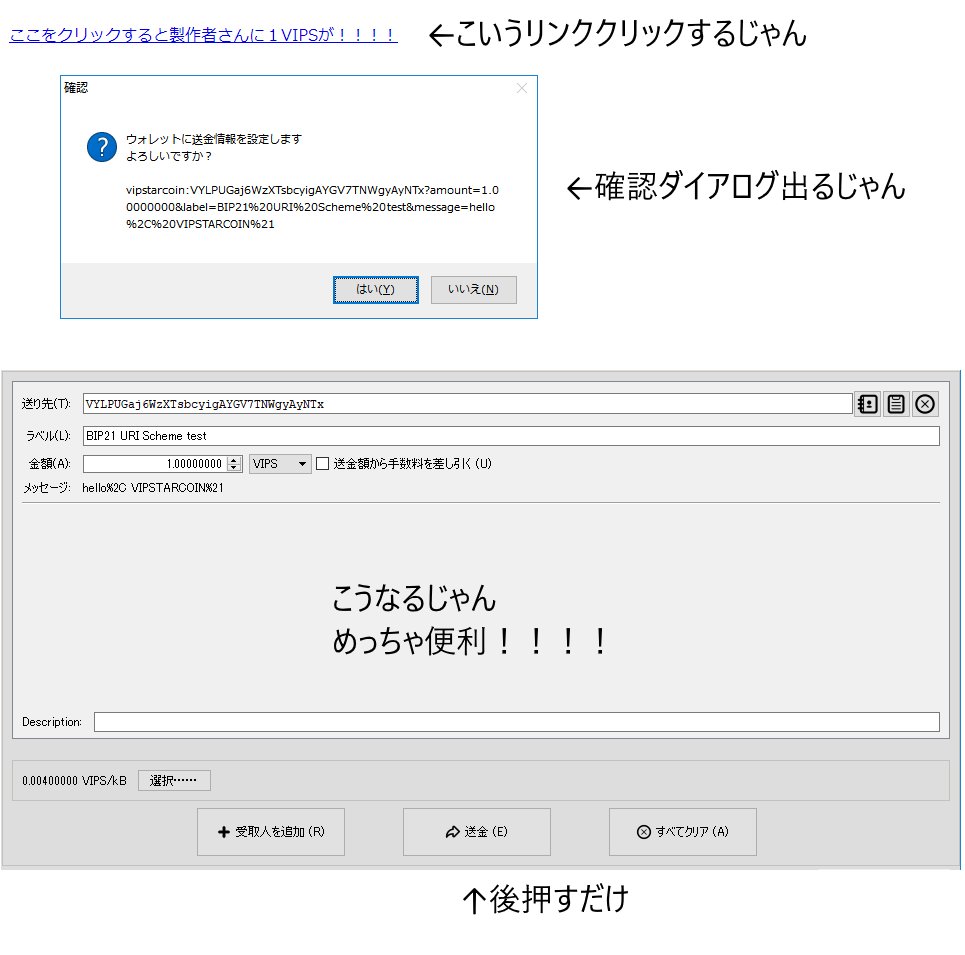 ここをクリックすると製作者さんに１VIPSが！！！！
←こういうリンククリックするじゃん
確認
ウォレットに送金情報を設定します
よろしいですか？
vipstarcoin:VYLPUGaj6WzXTsbcyigAYGV7TNWgyAyNTx?amount=1.0
0000000&label=BIP21%20URI%20Scheme%20test&message=hello
%2C%20VIPSTARCOIN%21
←確認ダイアログ出るじゃん
はい(Y) いいえ(N)
送り先(T): VYLPUGaj6WzXTsbcyigAYGV7TNWgyAyNTx
ラベル(L): BIP21 URI Scheme test
金額(A): 1.00000000 VIPS 送金額から手数料を差し引く (U)
メッセージ: hello%2C VIPSTARCOIN%21
こうなるじゃん
めっちゃ便利！！！！
Description:
0.00400000 VIPS/kB 選択……
受取人を追加 (R) 送金 (E) すべてクリア (A)
↑後押すだけ